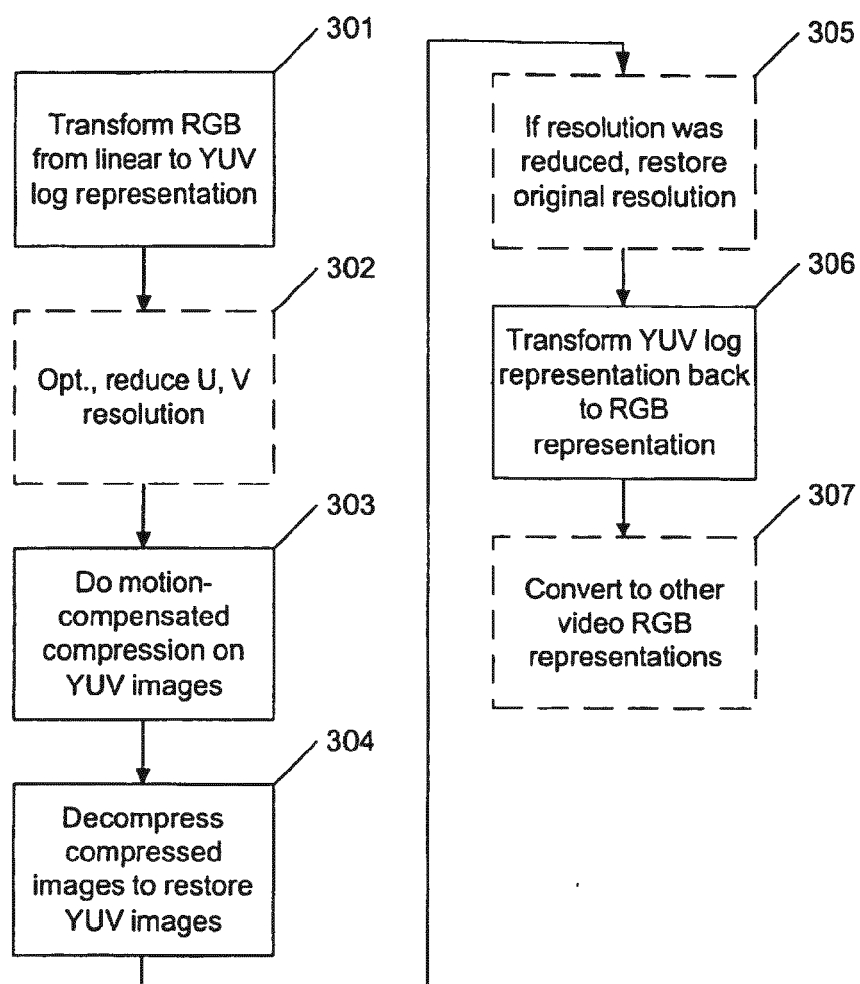 301
Transform RGB
from linear to YUV
log representation
302
Opt., reduce U, V
resolution
303
Do motion-
compensated
compression on
YUV images
304
Decompress
compressed
images to restore
YUV images
305
If resolution was
reduced, restore
original resolution
306
Transform YUV log
representation back
to RGB
representation
307
Convert to other
video RGB
representations